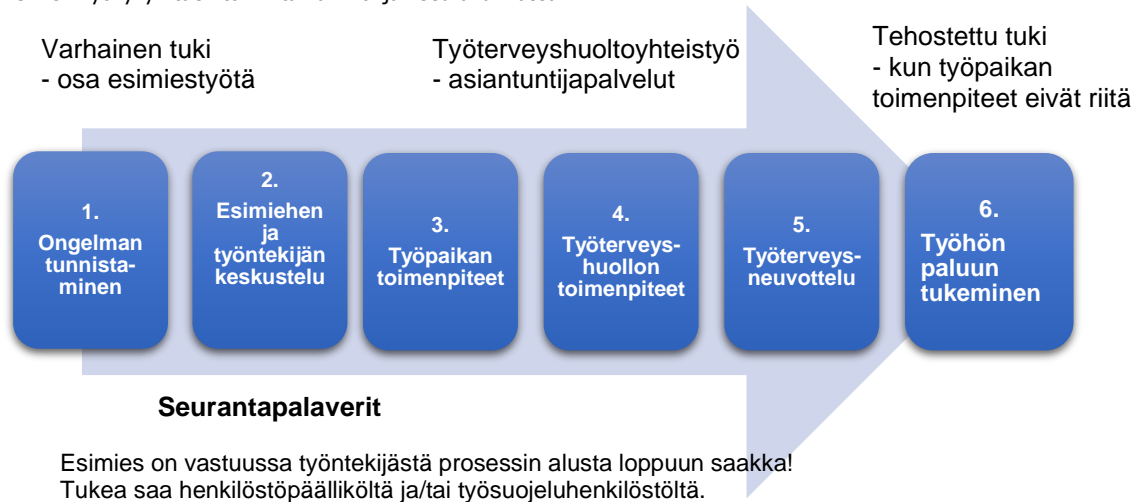 Varhainen tuki
- osa esimiestyötä
Työterveyshuoltoyhteistyö
- asiantuntijapalvelut
Tehostettu tuki
- kun työpaikan
toimenpiteet eivät riitä
1.
Ongelman
tunnista-
minen
2.
Esimiehen
ja
työntekijän
keskustelu
3.
Työpaikan
toimenpiteet
4.
Työterveys-
huollon
toimenpiteet
5.
Työterveys-
neuvottelu
6.
Työhön
paluun
tukeminen
Seurantapalaverit
Esimies on vastuussa työntekijästä prosessin alusta loppuun saakka!
Tukea saa henkilöstöpäälliköltä ja/tai työsuojeluhenkilöstöltä.